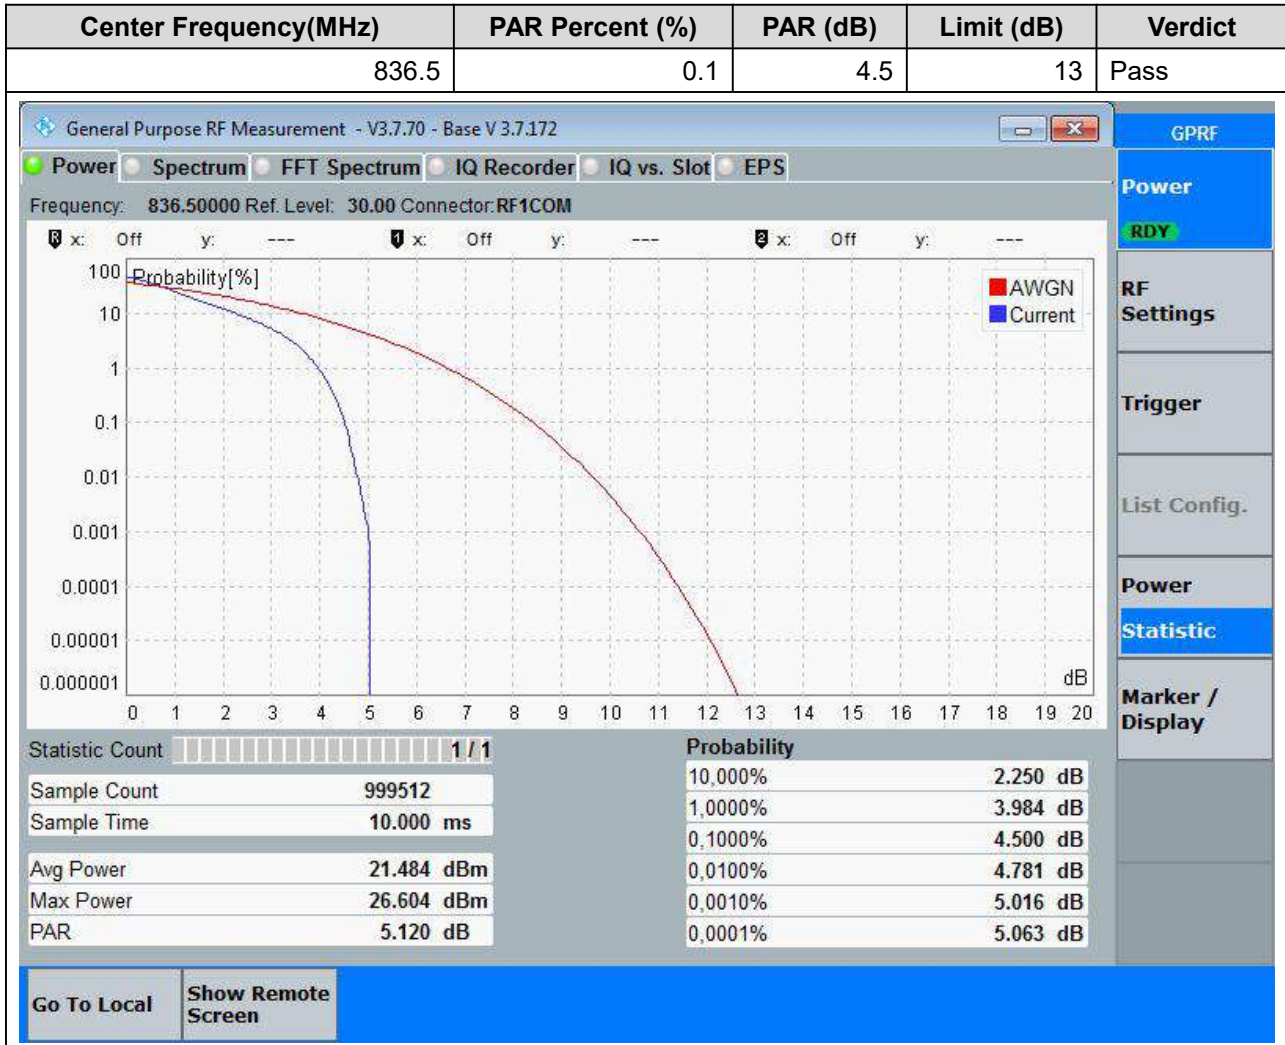 Center Frequency(MHz) PAR Percent (%) PAR (dB) Limit (dB) Verdict
836.5 0.1 4.5 13 Pass
General Purpose RF Measurement - V3.7.70 - Base V 3.7.172
GPRF
Power Spectrum FFT Spectrum IQ Recorder IQ vs. Slot EPS
Frequency: 836.50000 Ref. Level: 30.00 Connector: RF1COM
R x: Off y: --- 1 x: Off y: --- 2 x: Off y: ---
Probability[%]
AWGN
Current
100
10
1
0.1
0.01
0.001
0.0001
0.00001
0.000001
dB
0 1 2 3 4 5 6 7 8 9 10 11 12 13 14 15 16 17 18 19 20
Statistic Count 1 / 1
Sample Count 999512
Sample Time 10.000 ms
Avg Power 21.484 dBm
Max Power 26.604 dBm
PAR 5.120 dB
Probability
10,000% 2.250 dB
1,0000% 3.984 dB
0,1000% 4.500 dB
0,0100% 4.781 dB
0,0010% 5.016 dB
0,0001% 5.063 dB
Power
RDY
RF
Settings
Trigger
List Config.
Power
Statistic
Marker /
Display
Go To Local
Show Remote
Screen